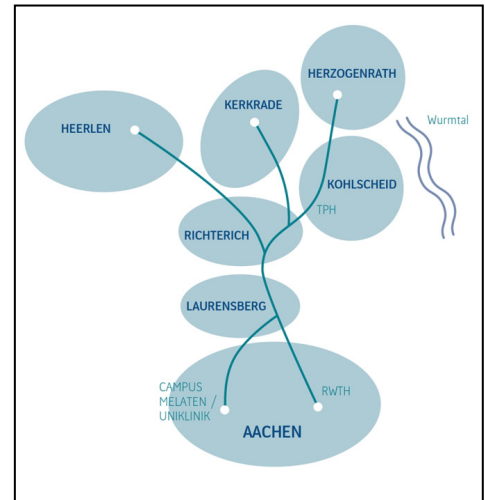 HERZOGENRATH
KERKRADE
Wurmtal
HEERLEN
KOHLSCHEID
TPH
RICHTERICH
LAURENSBERG
CAMPUS
MELATEN /
UNIKLINIK
RWTH
AACHEN